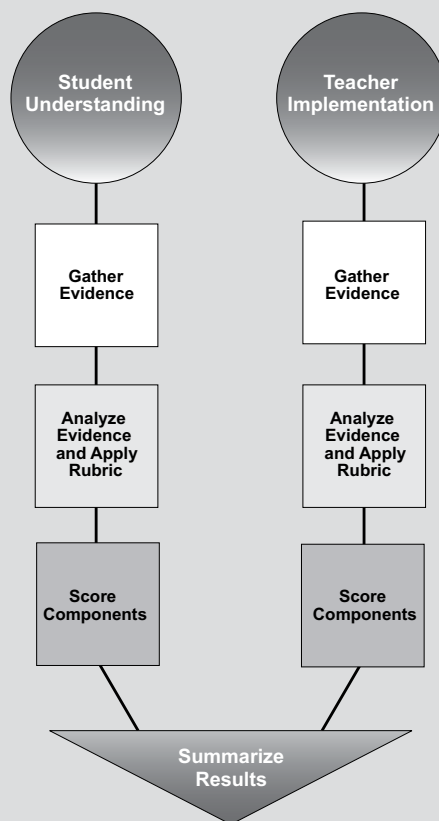 Student
Understanding
Teacher
Implementation
Gather
Evidence
Gather
Evidence
Analyze
Evidence
and Apply
Rubric
Analyze
Evidence
and Apply
Rubric
Score
Components
Score
Components
Summarize
Results